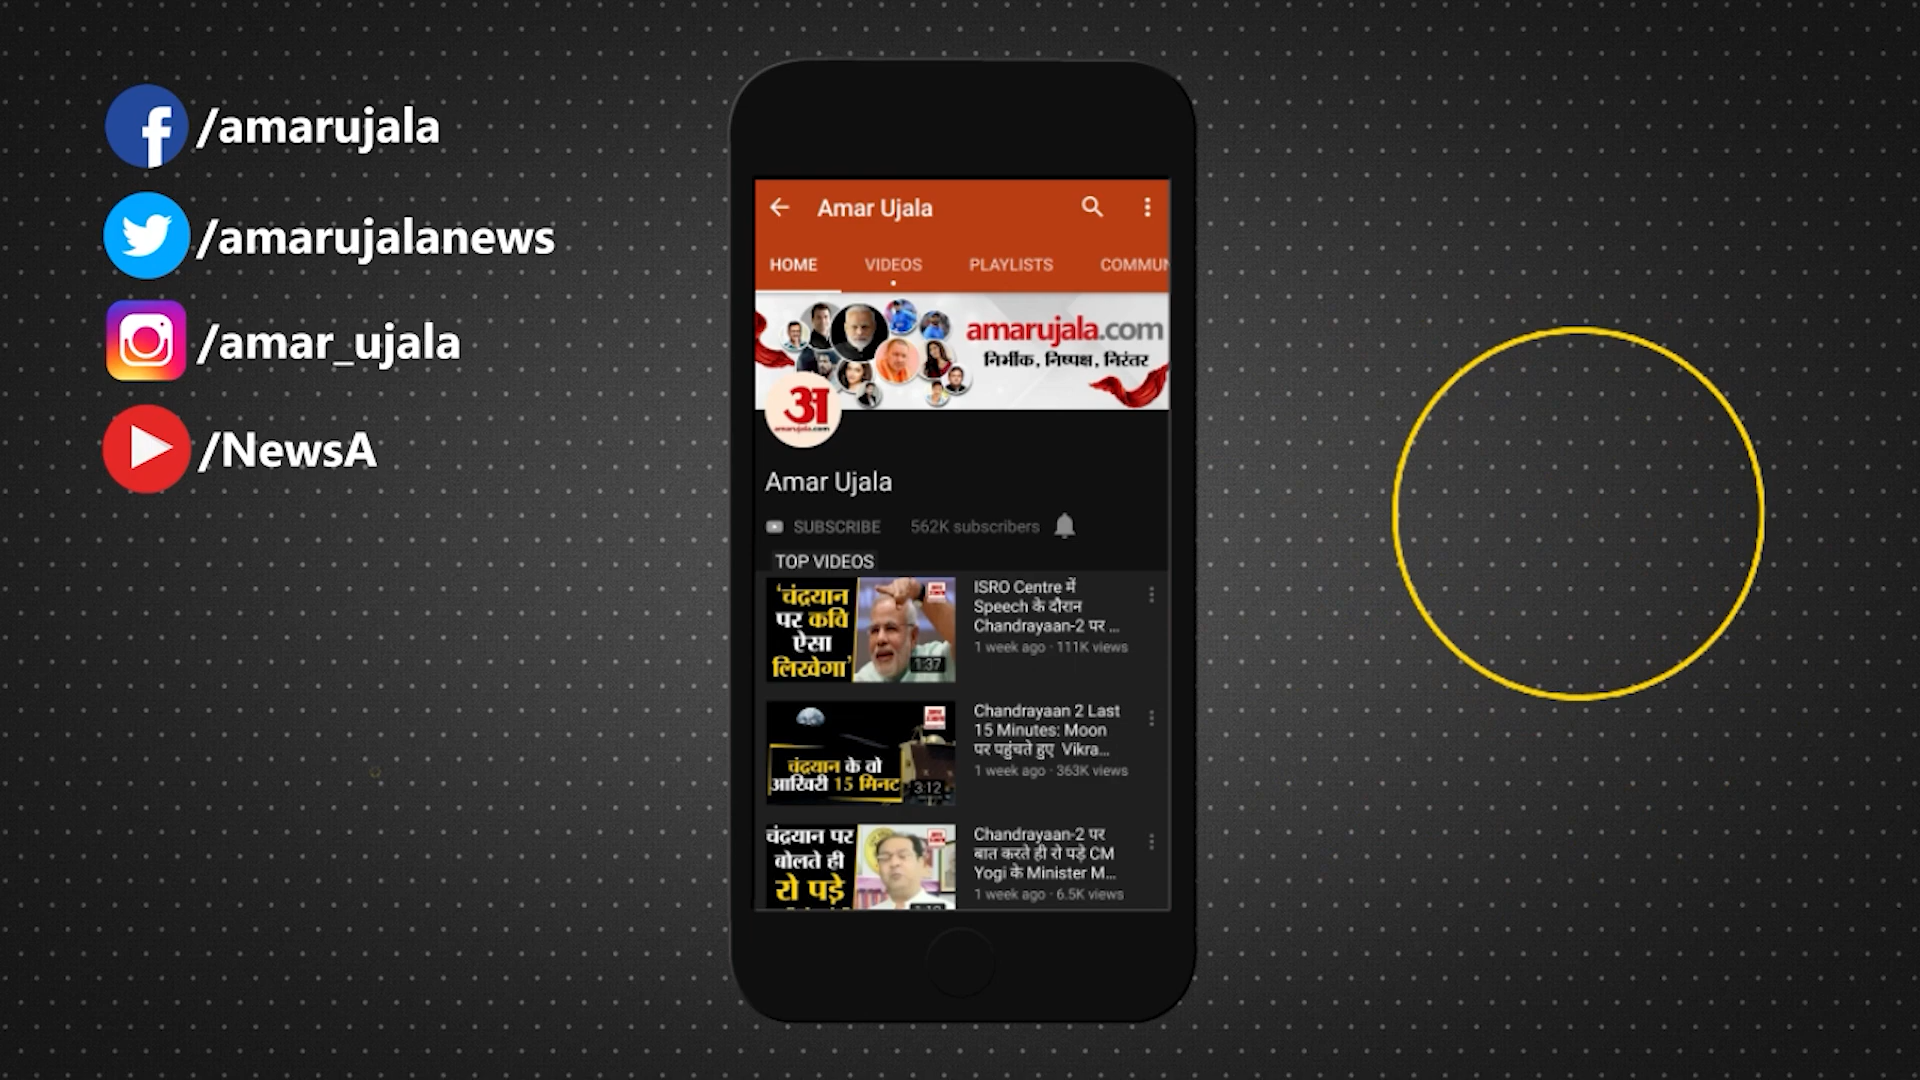 /amarujala
/amarujalanews
/amar_ujala
/NewsA
Amar Ujala
HOME VIDEOS PLAYLISTS COMMUN
amarujala.com
निर्भीक, निष्पक्ष, निरंतर
अ
amarujala.com
Amar Ujala
SUBSCRIBE 562K subscribers
TOP VIDEOS
'चंद्रयान
पर कवि
ऐसा
लिखेगा'
1:37
ISRO Centre में
Speech के दौरान
Chandrayaan-2 पर ...
1 week ago · 111K views
चंद्रयान के वो
आखिरी 15 मिनट
3:12
Chandrayaan 2 Last
15 Minutes: Moon
पर पहुंचते हुए Vikra...
1 week ago · 363K views
चंद्रयान पर
बोलते ही
रो पड़े
Chandrayaan-2 पर
बात करते ही रो पड़े CM
Yogi के Minister M...
1 week ago · 6.5K views